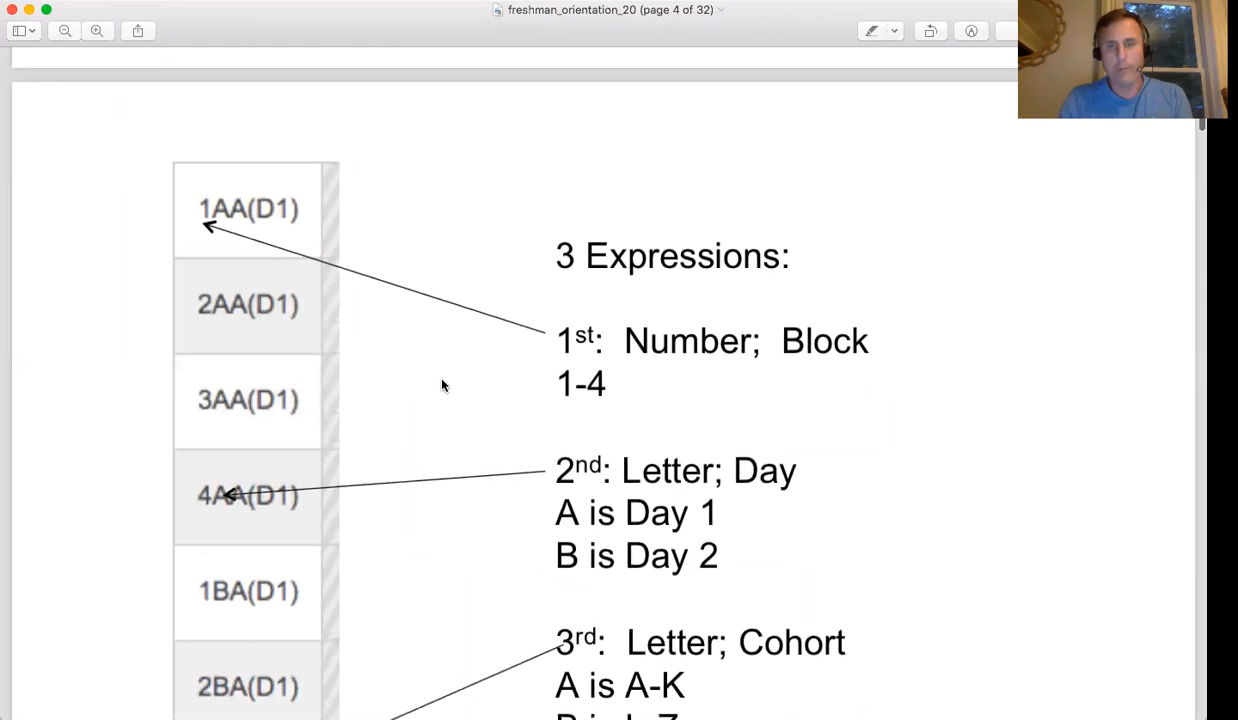 freshman_orientation_20 (page 4 of 32)
1AA(D1)
2AA(D1)
3AA(D1)
4AA(D1)
1BA(D1)
2BA(D1)
3 Expressions:
1st: Number; Block
1-4
2nd: Letter; Day
A is Day 1
B is Day 2
3rd: Letter; Cohort
A is A-K